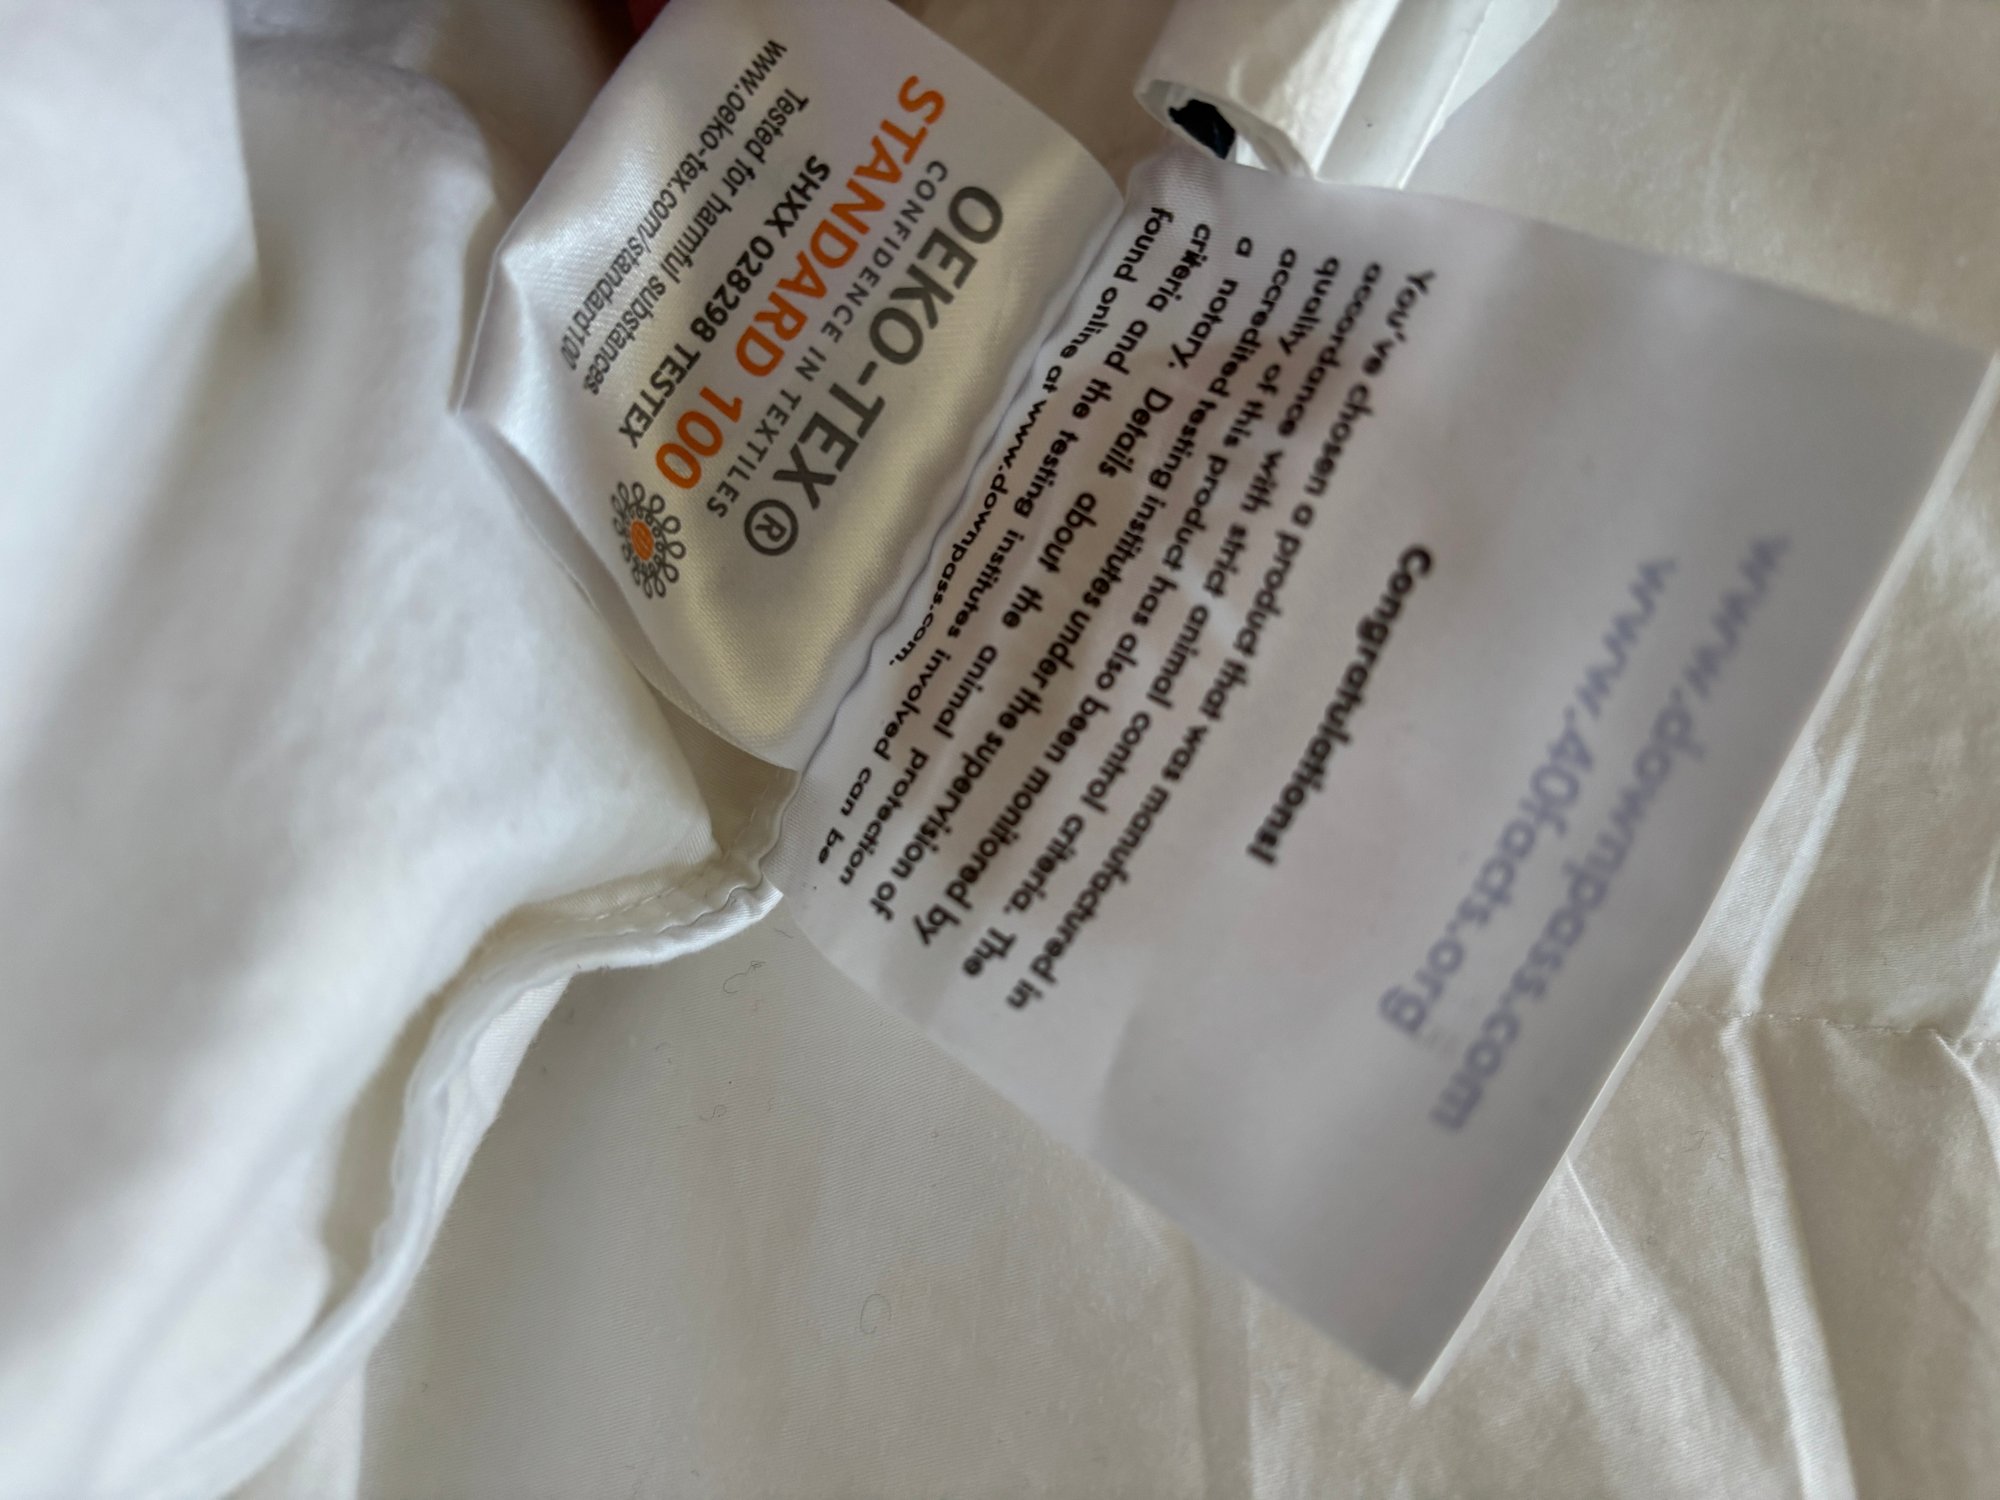 OEKO-TEX®
CONFIDENCE IN TEXTILES
STANDARD 100
SHXX 028298 TESTEX
Tested for harmful substances.
www.oeko-tex.com/standard100
www.downpass.com
www.40facts.org
Congratulations!
You've chosen a product that was manufactured in
accordance with strict animal control criteria. The
quality of this product has also been monitored by
accredited testing institutes under the supervision of
a notary. Details about the animal protection
criteria and the testing institutes involved can be
found online at www.downpass.com.